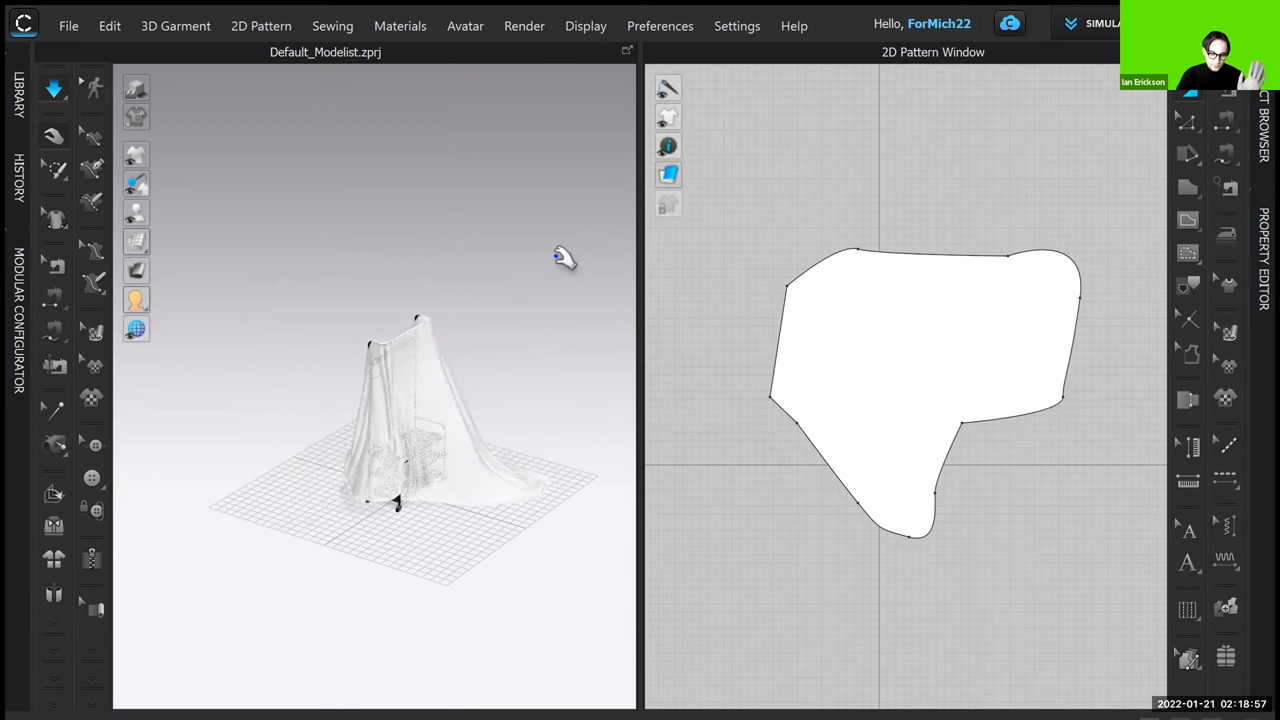 File Edit 3D Garment 2D Pattern Sewing Materials Avatar Render Display Preferences Settings Help Hello, ForMich22 SIMULA
Default_Modelist.zprj
2D Pattern Window
Ian Erickson
LIBRARY
HISTORY
MODULAR CONFIGURATOR
CT BROWSER
PROPERTY EDITOR
A
A
2022-01-21 02:18:57